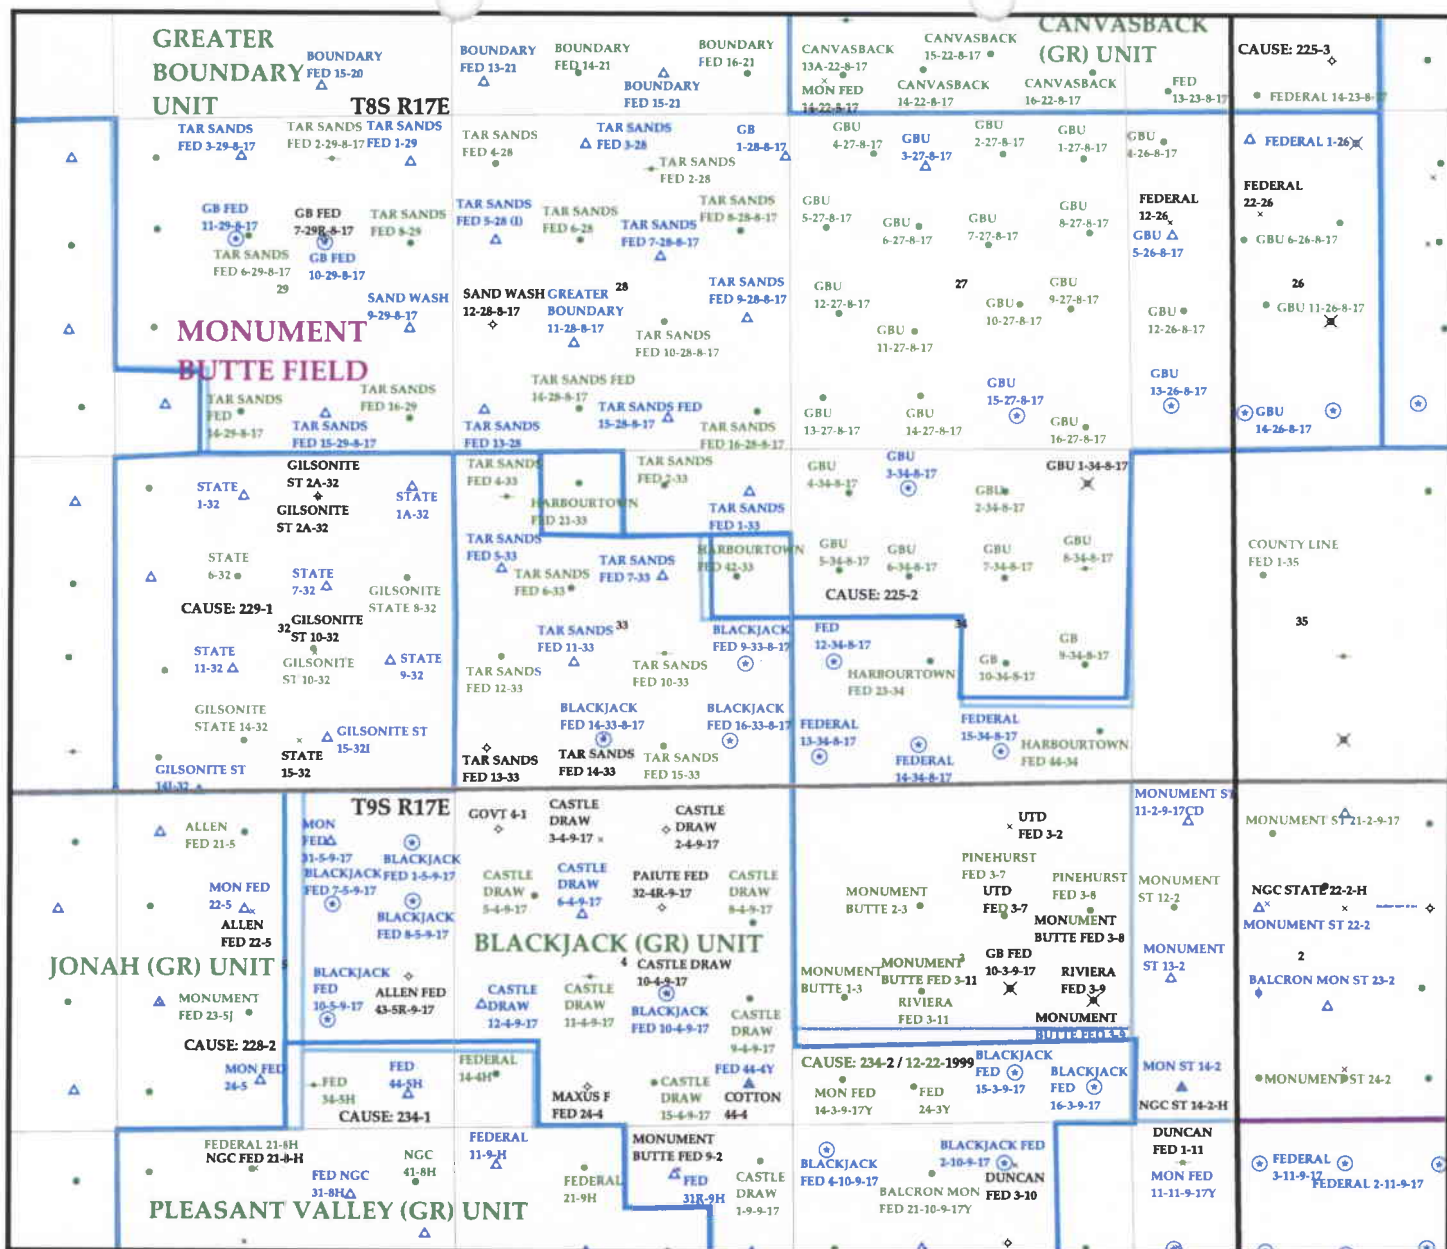 GREATER
BOUNDARY
UNIT
BOUNDARY
FED 15-20
T8S R17E
BOUNDARY
FED 13-21
BOUNDARY
FED 14-21
BOUNDARY
FED 15-21
BOUNDARY
FED 16-21
CANVASBACK
13A-22-8-17
MON FED
14-22-8-17
CANVASBACK
15-22-8-17
CANVASBACK
14-22-8-17
CANVASBACK
(GR) UNIT
CANVASBACK
16-22-8-17
FED
13-23-8-17
CAUSE: 225-3
FEDERAL 14-23-8-17
TAR SANDS
FED 3-29-8-17
TAR SANDS
FED 2-29-8-17
TAR SANDS
FED 1-29
TAR SANDS
FED 4-28
TAR SANDS
FED 3-28
TAR SANDS
FED 2-28
GB
1-28-8-17
GBU
4-27-8-17
GBU
3-27-8-17
GBU
2-27-8-17
GBU
1-27-8-17
GBU
4-26-8-17
FEDERAL 1-26
GB FED
11-29-8-17
GB FED
7-29R-8-17
TAR SANDS
FED 8-29
TAR SANDS
FED 6-29-8-17
29
GB FED
10-29-8-17
TAR SANDS
FED 5-28 (I)
TAR SANDS
FED 6-28
TAR SANDS
FED 7-28-8-17
TAR SANDS
FED 8-28-8-17
GBU
5-27-8-17
GBU
6-27-8-17
GBU
7-27-8-17
GBU
8-27-8-17
FEDERAL
12-26
GBU
5-26-8-17
FEDERAL
22-26
GBU 6-26-8-17
SAND WASH
9-29-8-17
SAND WASH
12-28-8-17
GREATER
BOUNDARY
11-28-8-17
28
TAR SANDS
FED 10-28-8-17
TAR SANDS
FED 9-28-8-17
GBU
12-27-8-17
GBU
11-27-8-17
27
GBU
10-27-8-17
GBU
9-27-8-17
GBU
12-26-8-17
26
GBU 11-26-8-17
MONUMENT
BUTTE FIELD
TAR SANDS
FED
14-29-8-17
TAR SANDS
FED 15-29-8-17
TAR SANDS
FED 16-29
TAR SANDS
FED 13-28
TAR SANDS FED
14-28-8-17
TAR SANDS FED
15-28-8-17
TAR SANDS
FED 16-28-8-17
GBU
13-27-8-17
GBU
14-27-8-17
GBU
15-27-8-17
GBU
16-27-8-17
GBU
13-26-8-17
GBU
14-26-8-17
STATE
1-32
GILSONITE
ST 2A-32
GILSONITE
ST 2A-32
STATE
1A-32
TAR SANDS
FED 4-33
HARBOURTOWN
FED 21-33
TAR SANDS
FED 2-33
TAR SANDS
FED 1-33
GBU
4-34-8-17
GBU
3-34-8-17
GBU
2-34-8-17
GBU 1-34-8-17
STATE
6-32
STATE
7-32
GILSONITE
STATE 8-32
TAR SANDS
FED 5-33
TAR SANDS
FED 6-33
TAR SANDS
FED 7-33
HARBOURTOWN
FED 42-33
GBU
5-34-8-17
GBU
6-34-8-17
GBU
7-34-8-17
GBU
8-34-8-17
CAUSE: 225-2
COUNTY LINE
FED 1-35
CAUSE: 229-1
32
GILSONITE
ST 10-32
GILSONITE
ST 10-32
STATE
11-32
STATE
9-32
TAR SANDS
FED 12-33
TAR SANDS
FED 11-33
33
TAR SANDS
FED 10-33
BLACKJACK
FED 9-33-8-17
FED
12-34-8-17
HARBOURTOWN
FED 23-34
34
GB
10-34-8-17
GB
9-34-8-17
35
GILSONITE
STATE 14-32
GILSONITE ST
14I-32
STATE
15-32
GILSONITE ST
15-32I
TAR SANDS
FED 13-33
BLACKJACK
FED 14-33-8-17
TAR SANDS
FED 14-33
TAR SANDS
FED 15-33
BLACKJACK
FED 16-33-8-17
FEDERAL
13-34-8-17
FEDERAL
14-34-8-17
FEDERAL
15-34-8-17
HARBOURTOWN
FED 44-34
T9S R17E
ALLEN
FED 21-5
MON
FED
31-5-9-17
BLACKJACK
FED 1-5-9-17
BLACKJACK
FED 7-5-9-17
BLACKJACK
FED 8-5-9-17
GOVT 4-1
CASTLE
DRAW
3-4-9-17
CASTLE
DRAW
2-4-9-17
UTD
FED 3-2
MONUMENT ST
11-2-9-17CD
MONUMENT ST 21-2-9-17
MON FED
22-5
ALLEN
FED 22-5
CASTLE
DRAW
5-4-9-17
CASTLE
DRAW
6-4-9-17
PAIUTE FED
32-4R-9-17
CASTLE
DRAW
8-4-9-17
MONUMENT
BUTTE 2-3
PINEHURST
FED 3-7
UTD
FED 3-7
PINEHURST
FED 3-8
MONUMENT
BUTTE FED 3-8
MONUMENT
ST 12-2
NGC STATE 22-2-H
MONUMENT ST 22-2
JONAH (GR) UNIT
5
BLACKJACK (GR) UNIT
4
BLACKJACK
FED
10-5-9-17
ALLEN FED
43-5R-9-17
CASTLE
DRAW
12-4-9-17
CASTLE
DRAW
11-4-9-17
CASTLE DRAW
10-4-9-17
BLACKJACK
FED 10-4-9-17
CASTLE
DRAW
9-4-9-17
MONUMENT
BUTTE 1-3
3
MONUMENT
BUTTE FED 3-11
RIVIERA
FED 3-11
GB FED
10-3-9-17
RIVIERA
FED 3-9
MONUMENT
BUTTE FED 3-9
MONUMENT
ST 13-2
2
BALCRON MON ST 23-2
MONUMENT
FED 23-5J
CAUSE: 228-2
MON FED
24-5
FED
34-5H
FED
44-5H
CAUSE: 234-1
FEDERAL
14-4H
MAXUS F
FED 24-4
CASTLE
DRAW
15-4-9-17
FED 44-4Y
COTTON
44-4
CAUSE: 234-2 / 12-22-1999
MON FED
14-3-9-17Y
FED
24-3Y
BLACKJACK
FED
15-3-9-17
BLACKJACK
FED
16-3-9-17
MON ST 14-2
NGC ST 14-2-H
MONUMENT ST 24-2
FEDERAL 21-8H
NGC FED 21-8-H
FED NGC
31-8H
NGC
41-8H
PLEASANT VALLEY (GR) UNIT
FEDERAL
11-9-H
FEDERAL
21-9H
MONUMENT
BUTTE FED 9-2
FED
31R-9H
CASTLE
DRAW
1-9-9-17
BLACKJACK
FED 4-10-9-17
BLACKJACK FED
2-10-9-17
DUNCAN
FED 3-10
BALCRON MON
FED 21-10-9-17Y
DUNCAN
FED 1-11
MON FED
11-11-9-17Y
FEDERAL
3-11-9-17
FEDERAL 2-11-9-17